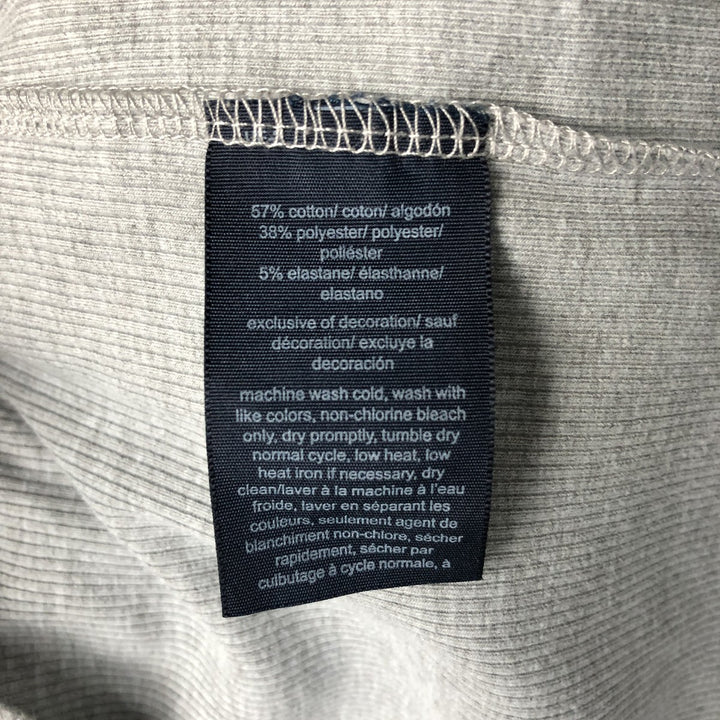 57% cotton/ coton/ algodón
38% polyester/ polyester/
poliéster
5% elastane/ élasthanne/
elastano
exclusive of decoration/ sauf
décoration/ excluye la
decoración
machine wash cold, wash with
like colors, non-chlorine bleach
only, dry promptly, tumble dry
normal cycle, low heat, low
heat iron if necessary, dry
clean/laver à la machine à l'eau
froide, laver en séparant les
couleurs, seulement agent de
blanchiment non-chlore, sécher
rapidement, sécher par
culbutage à cycle normale, à